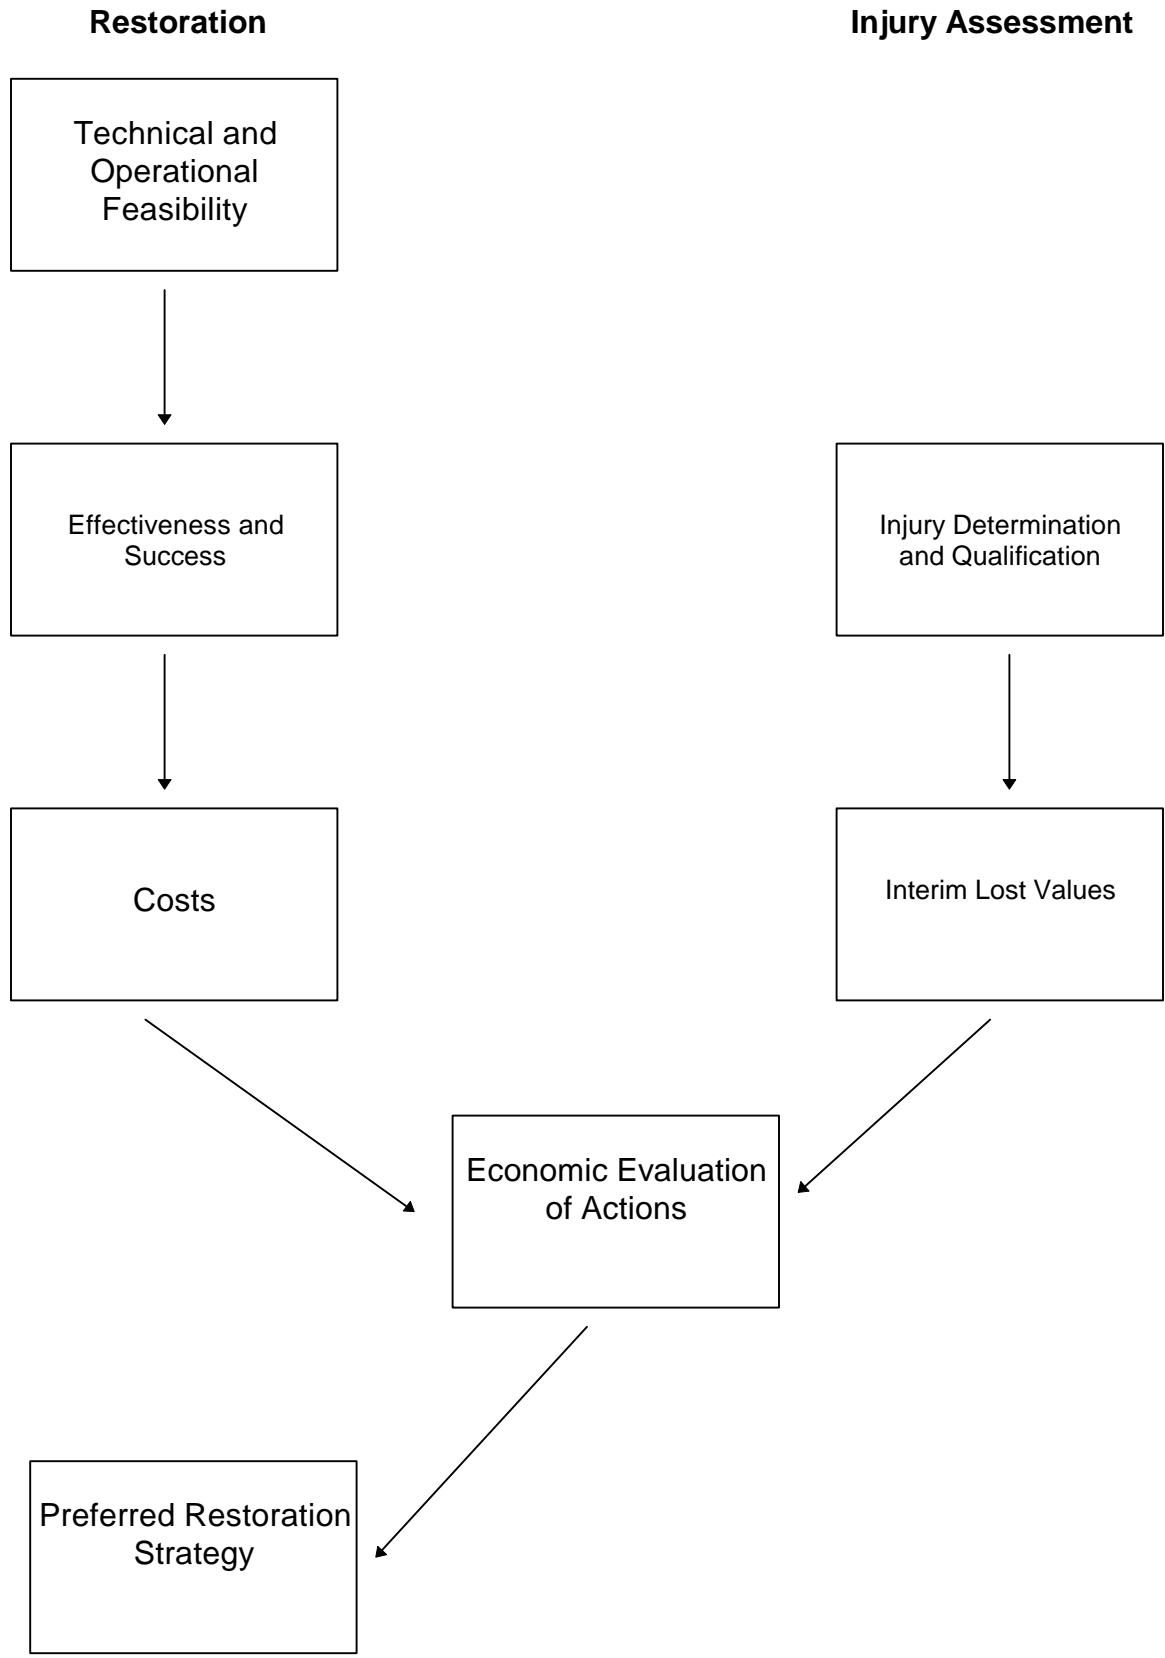 Restoration
Injury Assessment
Technical and
Operational
Feasibility
Effectiveness and
Success
Injury Determination
and Qualification
Costs
Interim Lost Values
Economic Evaluation
of Actions
Preferred Restoration
Strategy